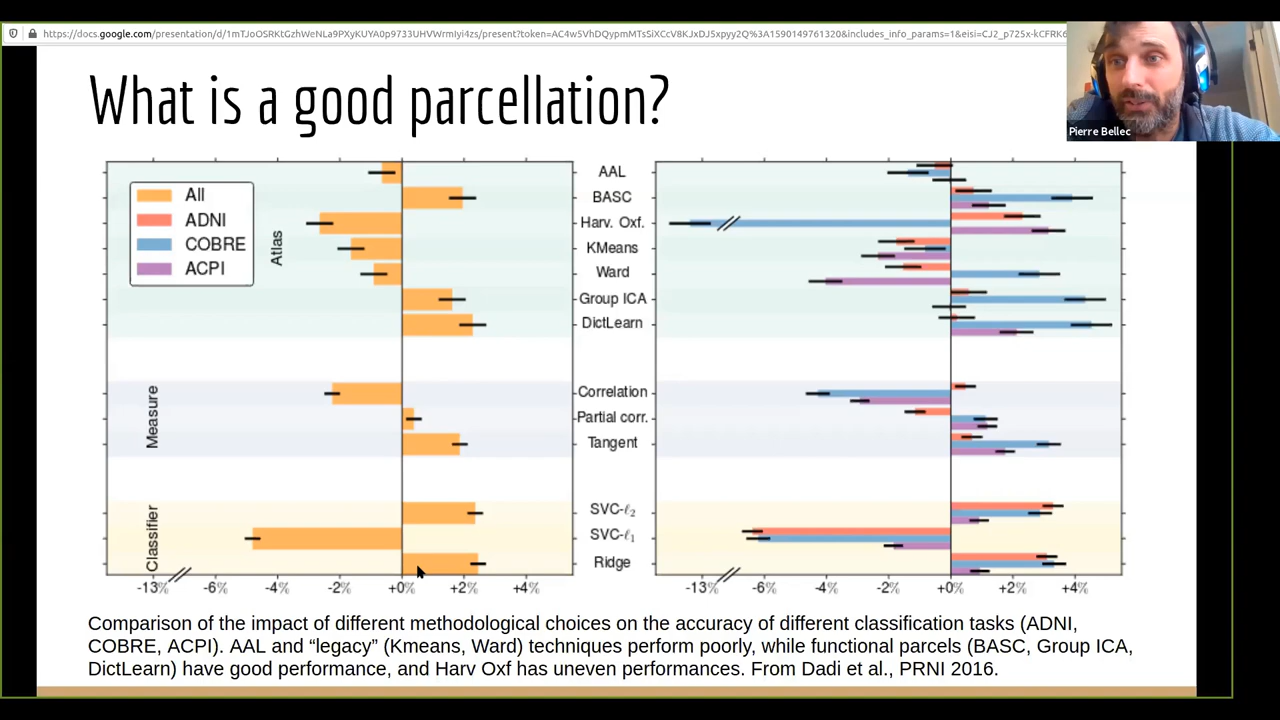 https://docs.google.com/presentation/d/1mTJoOSRKtGzhWeNLa9PXyKUYA0p9733UHVWrmIyi4zs/present?token=AC4w5VhDQypmMTsSiXCcV8KJxDJ5xpyy2Q%3A1590149761320&includes_info_params=1&eisi=CJ2_p725x-kCFRK6
Pierre Bellec
What is a good parcellation?
All
ADNI
COBRE
ACPI
Atlas
AAL
BASC
Harv. Oxf.
KMeans
Ward
Group ICA
DictLearn
Measure
Correlation
Partial corr.
Tangent
Classifier
SVC-ℓ2
SVC-ℓ1
Ridge
-13% -6% -4% -2% +0% +2% +4%
-13% -6% -4% -2% +0% +2% +4%
Comparison of the impact of different methodological choices on the accuracy of different classification tasks (ADNI,
COBRE, ACPI). AAL and “legacy” (Kmeans, Ward) techniques perform poorly, while functional parcels (BASC, Group ICA,
DictLearn) have good performance, and Harv Oxf has uneven performances. From Dadi et al., PRNI 2016.